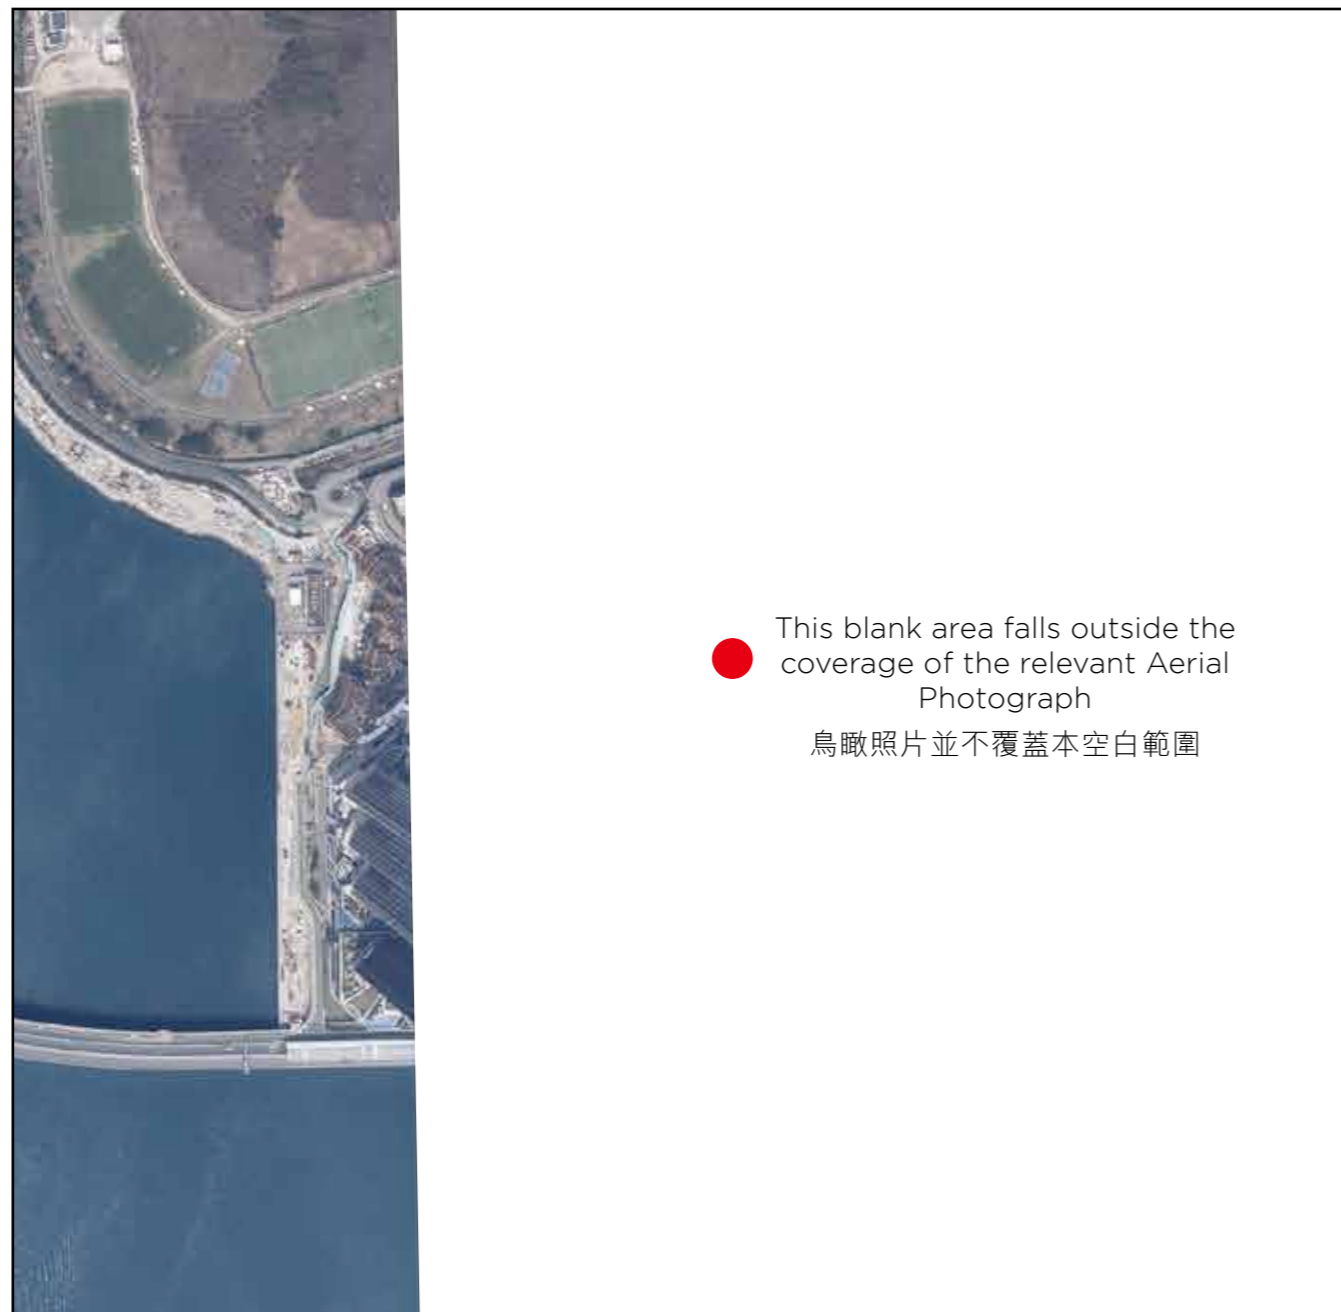 This blank area falls outside the
coverage of the relevant Aerial
Photograph
鳥瞰照片並不覆蓋本空白範圍